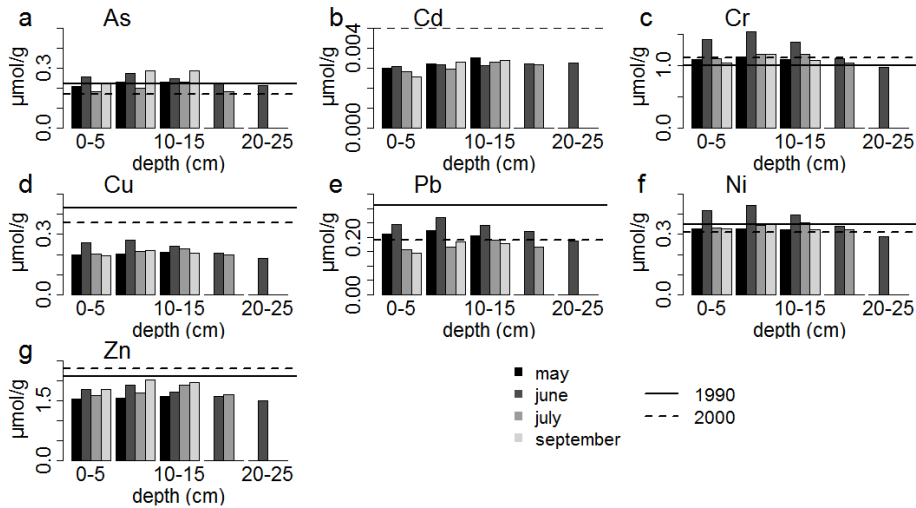 a As
μmol/g
0.0 0.3
0-5 10-15 20-25
depth (cm)
b Cd
μmol/g
0.000 0.004
0-5 10-15 20-25
depth (cm)
c Cr
μmol/g
0.0 1.0
0-5 10-15 20-25
depth (cm)
d Cu
μmol/g
0.0 0.3
0-5 10-15 20-25
depth (cm)
e Pb
μmol/g
0.00 0.20
0-5 10-15 20-25
depth (cm)
f Ni
μmol/g
0.0 0.3
0-5 10-15 20-25
depth (cm)
g Zn
μmol/g
0.0 1.5
0-5 10-15 20-25
depth (cm)
may
june
july
september
1990
2000